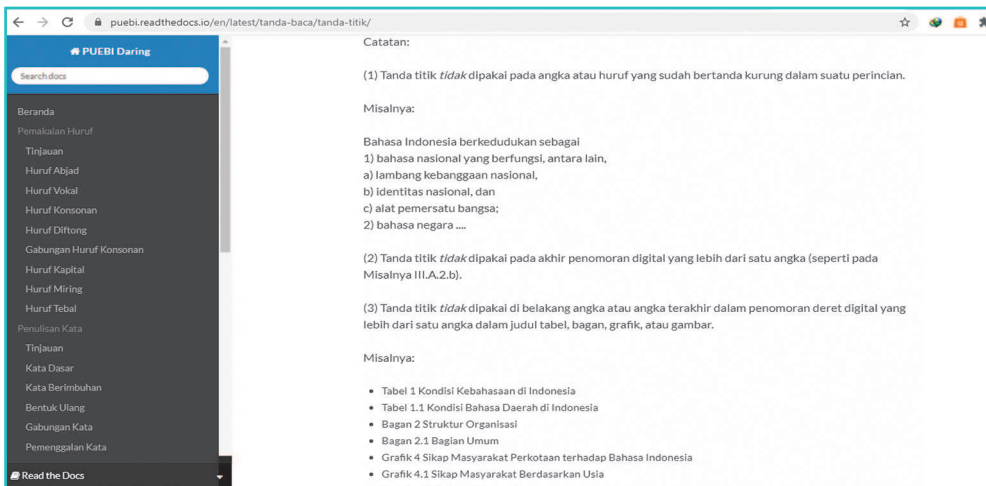 puebi.readthedocs.io/en/latest/tanda-baca/tanda-titik/
PUEBI Daring
Search docs
Beranda
Pemakaian Huruf
Tinjauan
Huruf Abjad
Huruf Vokal
Huruf Konsonan
Huruf Diftong
Gabungan Huruf Konsonan
Huruf Kapital
Huruf Miring
Huruf Tebal
Penulisan Kata
Tinjauan
Kata Dasar
Kata Berimbuhan
Bentuk Ulang
Gabungan Kata
Pemenggalan Kata
Read the Docs
Catatan:
(1) Tanda titik tidak dipakai pada angka atau huruf yang sudah bertanda kurung dalam suatu perincian.
Misalnya:
Bahasa Indonesia berkedudukan sebagai
1) bahasa nasional yang berfungsi, antara lain,
a) lambang kebanggaan nasional,
b) identitas nasional, dan
c) alat pemersatu bangsa;
2) bahasa negara ....
(2) Tanda titik tidak dipakai pada akhir penomoran digital yang lebih dari satu angka (seperti pada
Misalnya III.A.2.b).
(3) Tanda titik tidak dipakai di belakang angka atau angka terakhir dalam penomoran deret digital yang
lebih dari satu angka dalam judul tabel, bagan, grafik, atau gambar.
Misalnya:
• Tabel 1 Kondisi Kebahasaan di Indonesia
• Tabel 1.1 Kondisi Bahasa Daerah di Indonesia
• Bagan 2 Struktur Organisasi
• Bagan 2.1 Bagian Umum
• Grafik 4 Sikap Masyarakat Perkotaan terhadap Bahasa Indonesia
• Grafik 4.1 Sikap Masyarakat Berdasarkan Usia